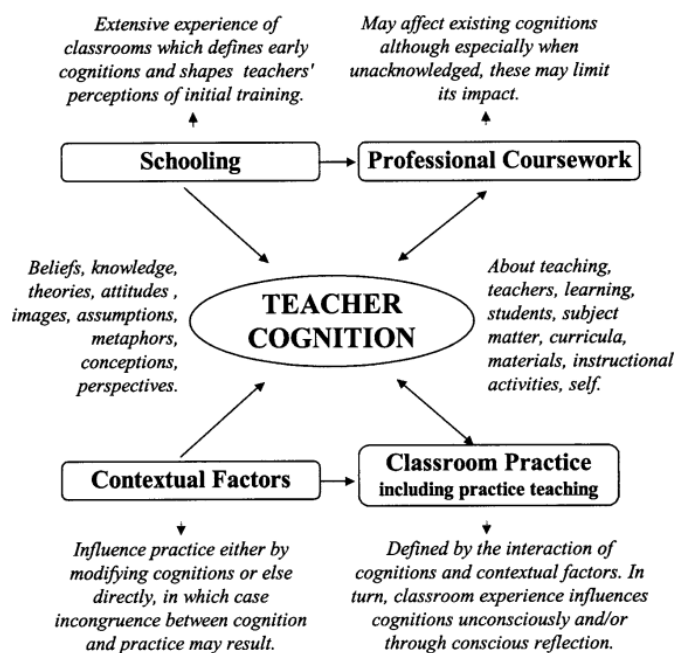 Extensive experience of
classrooms which defines early
cognitions and shapes teachers'
perceptions of initial training.
May affect existing cognitions
although especially when
unacknowledged, these may limit
its impact.
Schooling
Professional Coursework
Beliefs, knowledge,
theories, attitudes ,
images, assumptions,
metaphors,
conceptions,
perspectives.
TEACHER
COGNITION
About teaching,
teachers, learning,
students, subject
matter, curricula,
materials, instructional
activities, self.
Contextual Factors
Classroom Practice
including practice teaching
Influence practice either by
modifying cognitions or else
directly, in which case
incongruence between cognition
and practice may result.
Defined by the interaction of
cognitions and contextual factors. In
turn, classroom experience influences
cognitions unconsciously and/or
through conscious reflection.